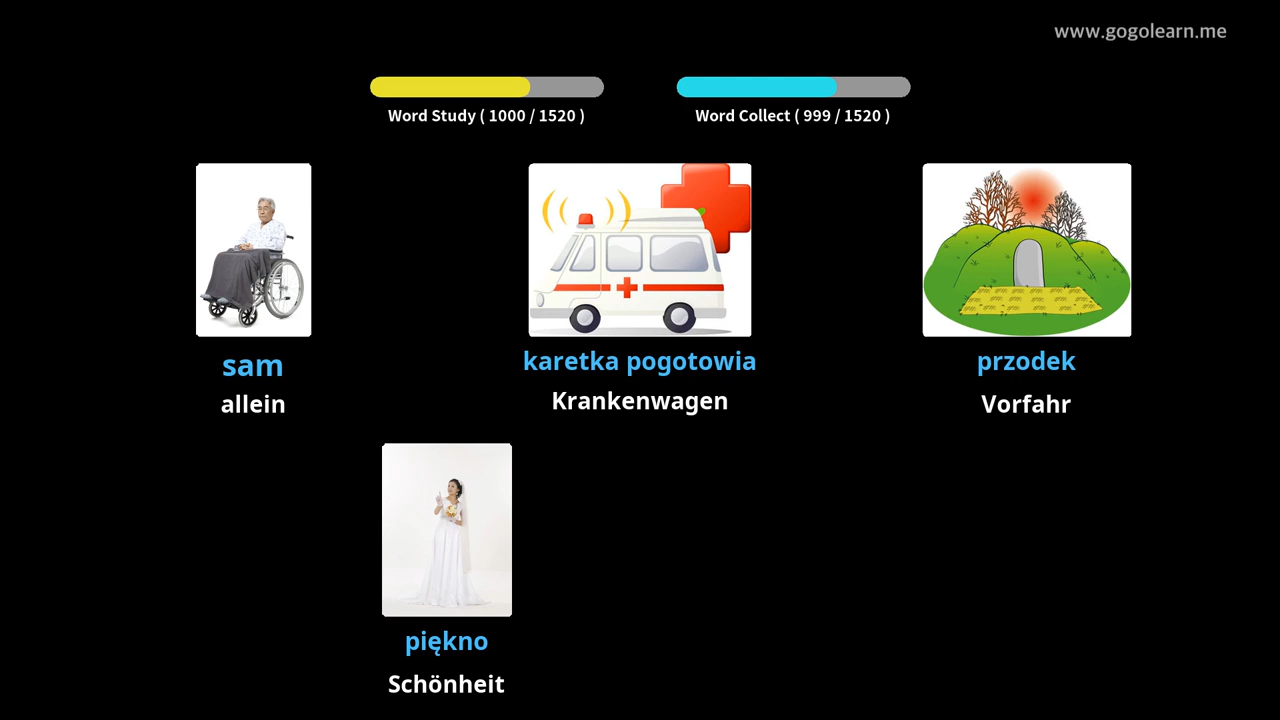 www.gogolearn.me
Word Study ( 1000 / 1520 )
Word Collect ( 999 / 1520 )
sam
allein
karetka pogotowia
Krankenwagen
przodek
Vorfahr
piękno
Schönheit